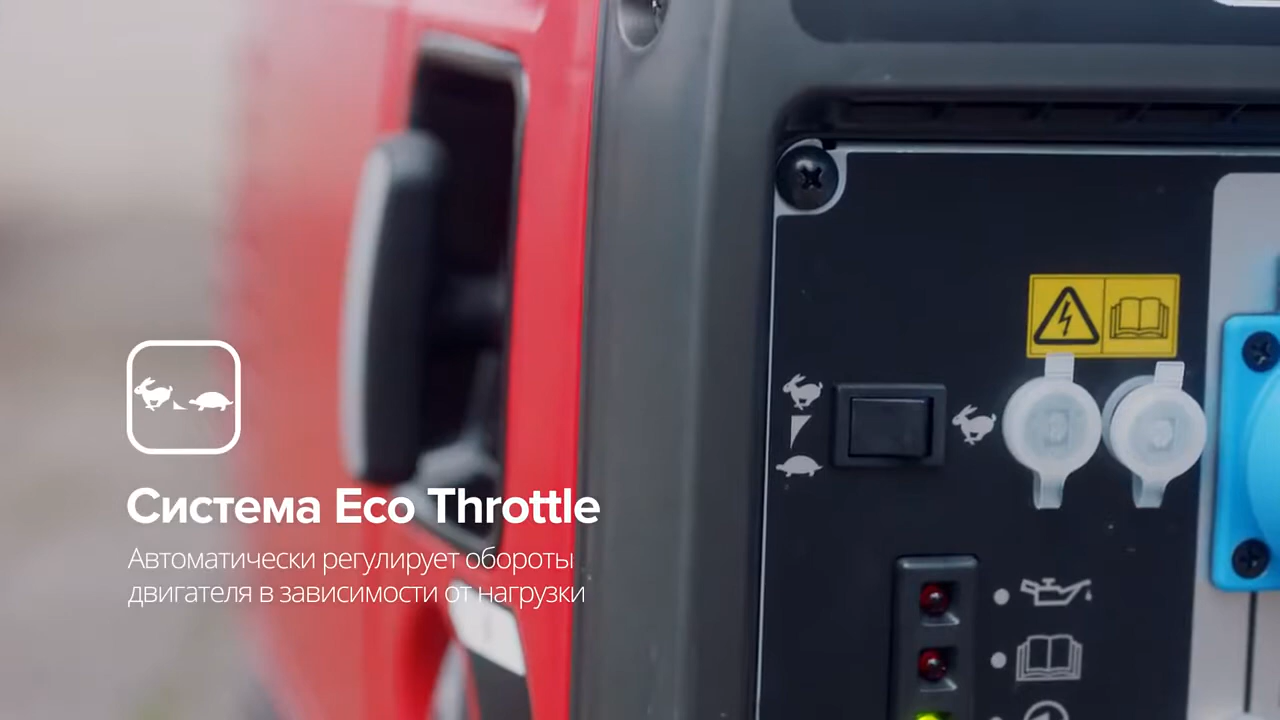 Система Eco Throttle
Автоматически регулирует обороты
двигателя в зависимости от нагрузки